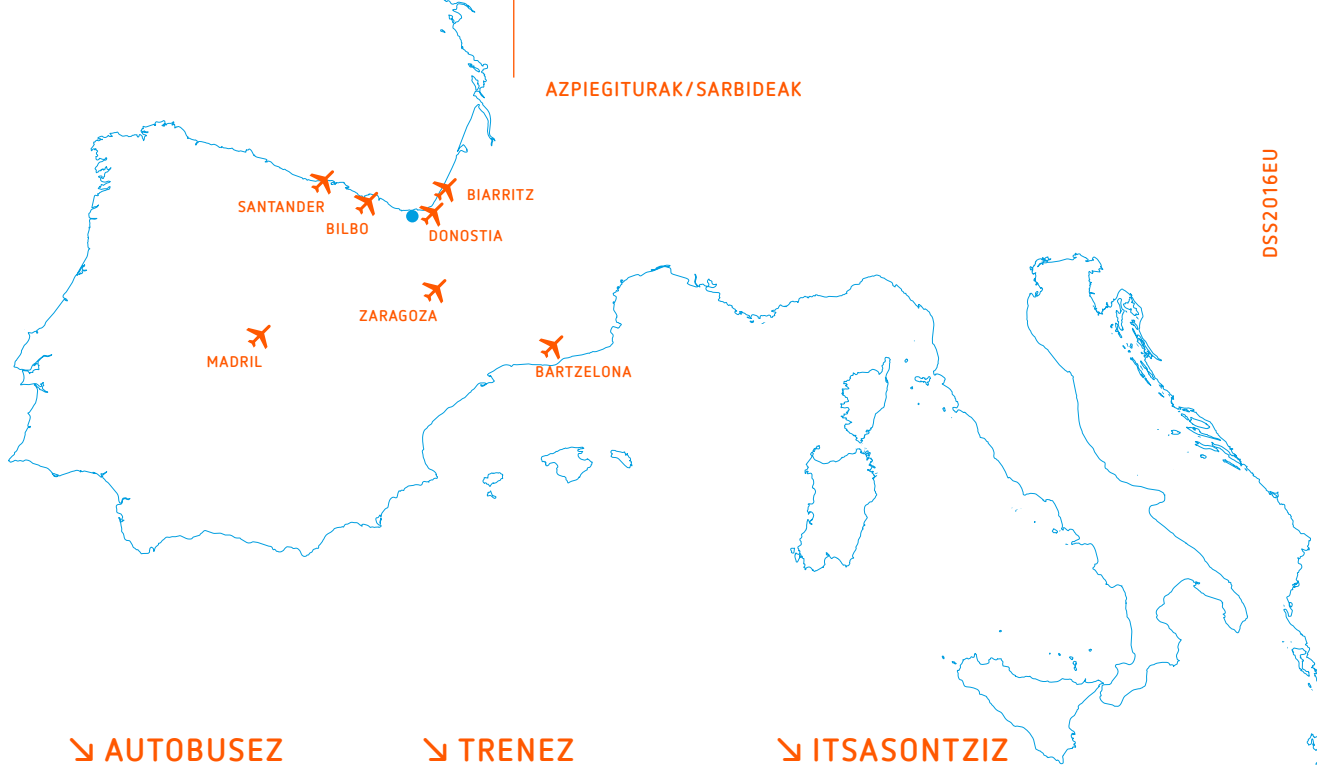 AZPIEGITURAK/SARBIDEAK
DSS2016EU
BIARRITZ
SANTANDER
BILBO
DONOSTIA
ZARAGOZA
MADRIL
BARTZELONA
↘ AUTOBUSEZ
↘ TRENEZ
↘ ITSASONTZIZ